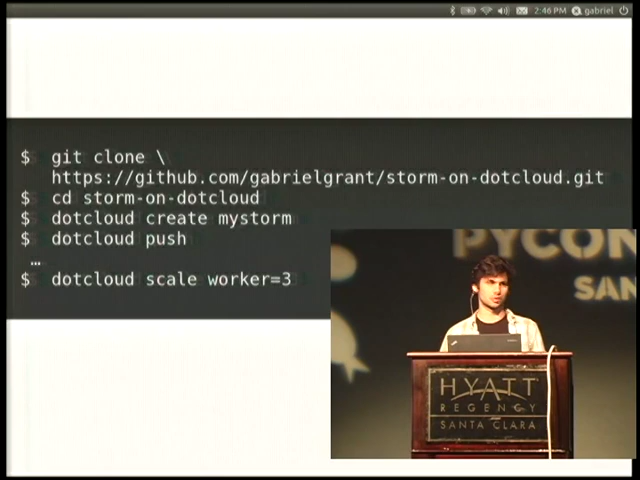 2:46 PM gabriel
$ git clone \
https://github.com/gabrielgrant/storm-on-dotcloud.git
$ cd storm-on-dotcloud
$ dotcloud create mystorm
$ dotcloud push
…
$ dotcloud scale worker=3
PYCON
SAN
HYATT
REGENCY
SANTA CLARA